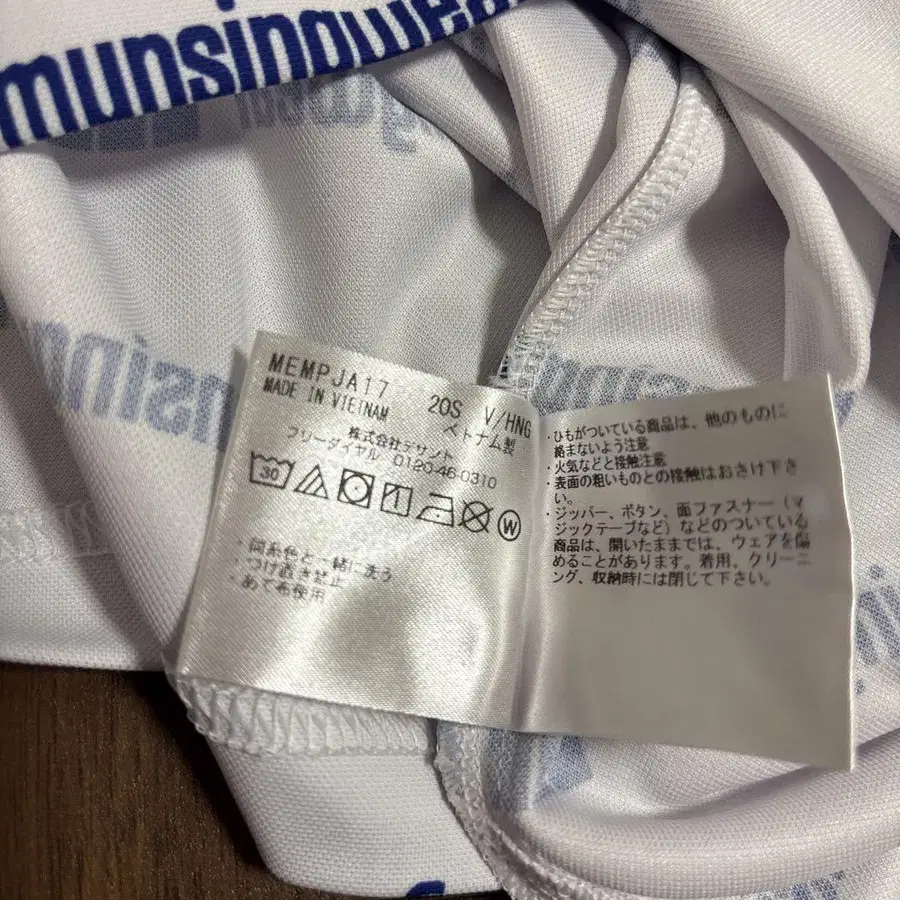 munsingwear
MEMPJA17
MADE IN VIETNAM
20S V/HNG
ベトナム製
株式会社デサント
フリーダイヤル 0120-46-0310
30
W
・同系色と一緒に洗う
・つけ置き禁止
・あて布使用
・ひもがついている商品は、他のものに
絡まないよう注意
・火気などと接触注意
・表面の粗いものとの接触はおさけ下さ
い。
・ジッパー、ボタン、面ファスナー（マ
ジックテープなど）などのついている
商品は、開いたままでは、ウェアを傷
めることがあります。着用、クリーニ
ング、収納時には閉じて下さい。